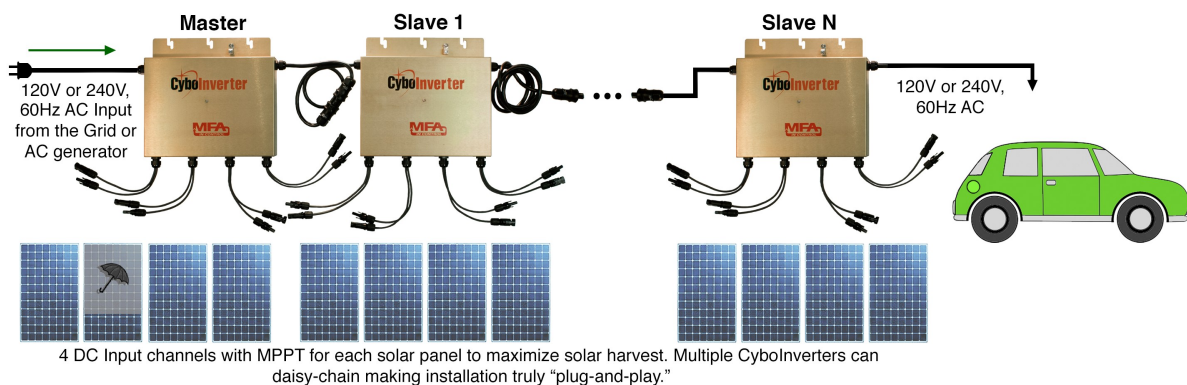 Master
Slave 1
Slave N
CyboInverter
MFA
CyboInverter
MFA
CyboInverter
MFA
120V or 240V,
60Hz AC Input
from the Grid or
AC generator
120V or 240V,
60Hz AC
4 DC Input channels with MPPT for each solar panel to maximize solar harvest. Multiple CyboInverters can
daisy-chain making installation truly “plug-and-play.”